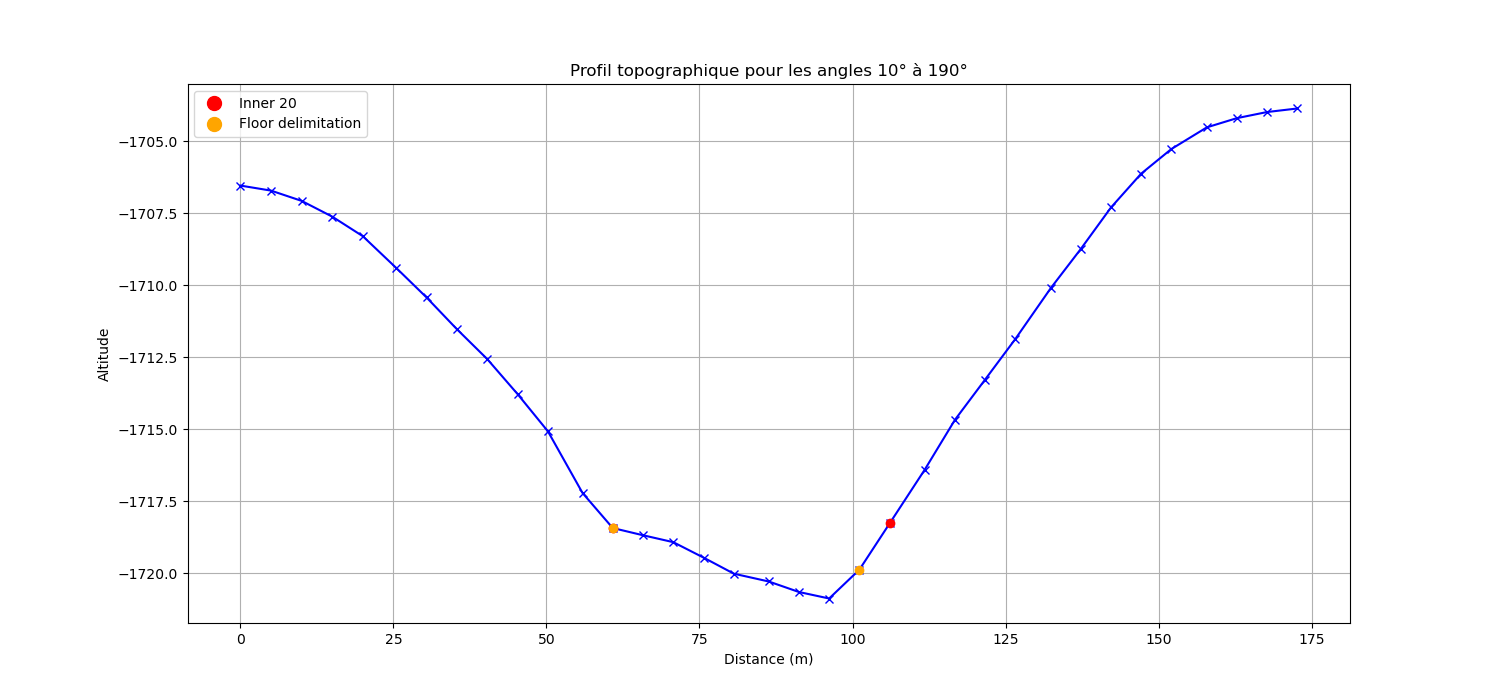 Profil topographique pour les angles 10° à 190°
Inner 20
Floor delimitation
−1705.0
−1707.5
−1710.0
−1712.5
−1715.0
−1717.5
−1720.0
Altitude
0 25 50 75 100 125 150 175
Distance (m)